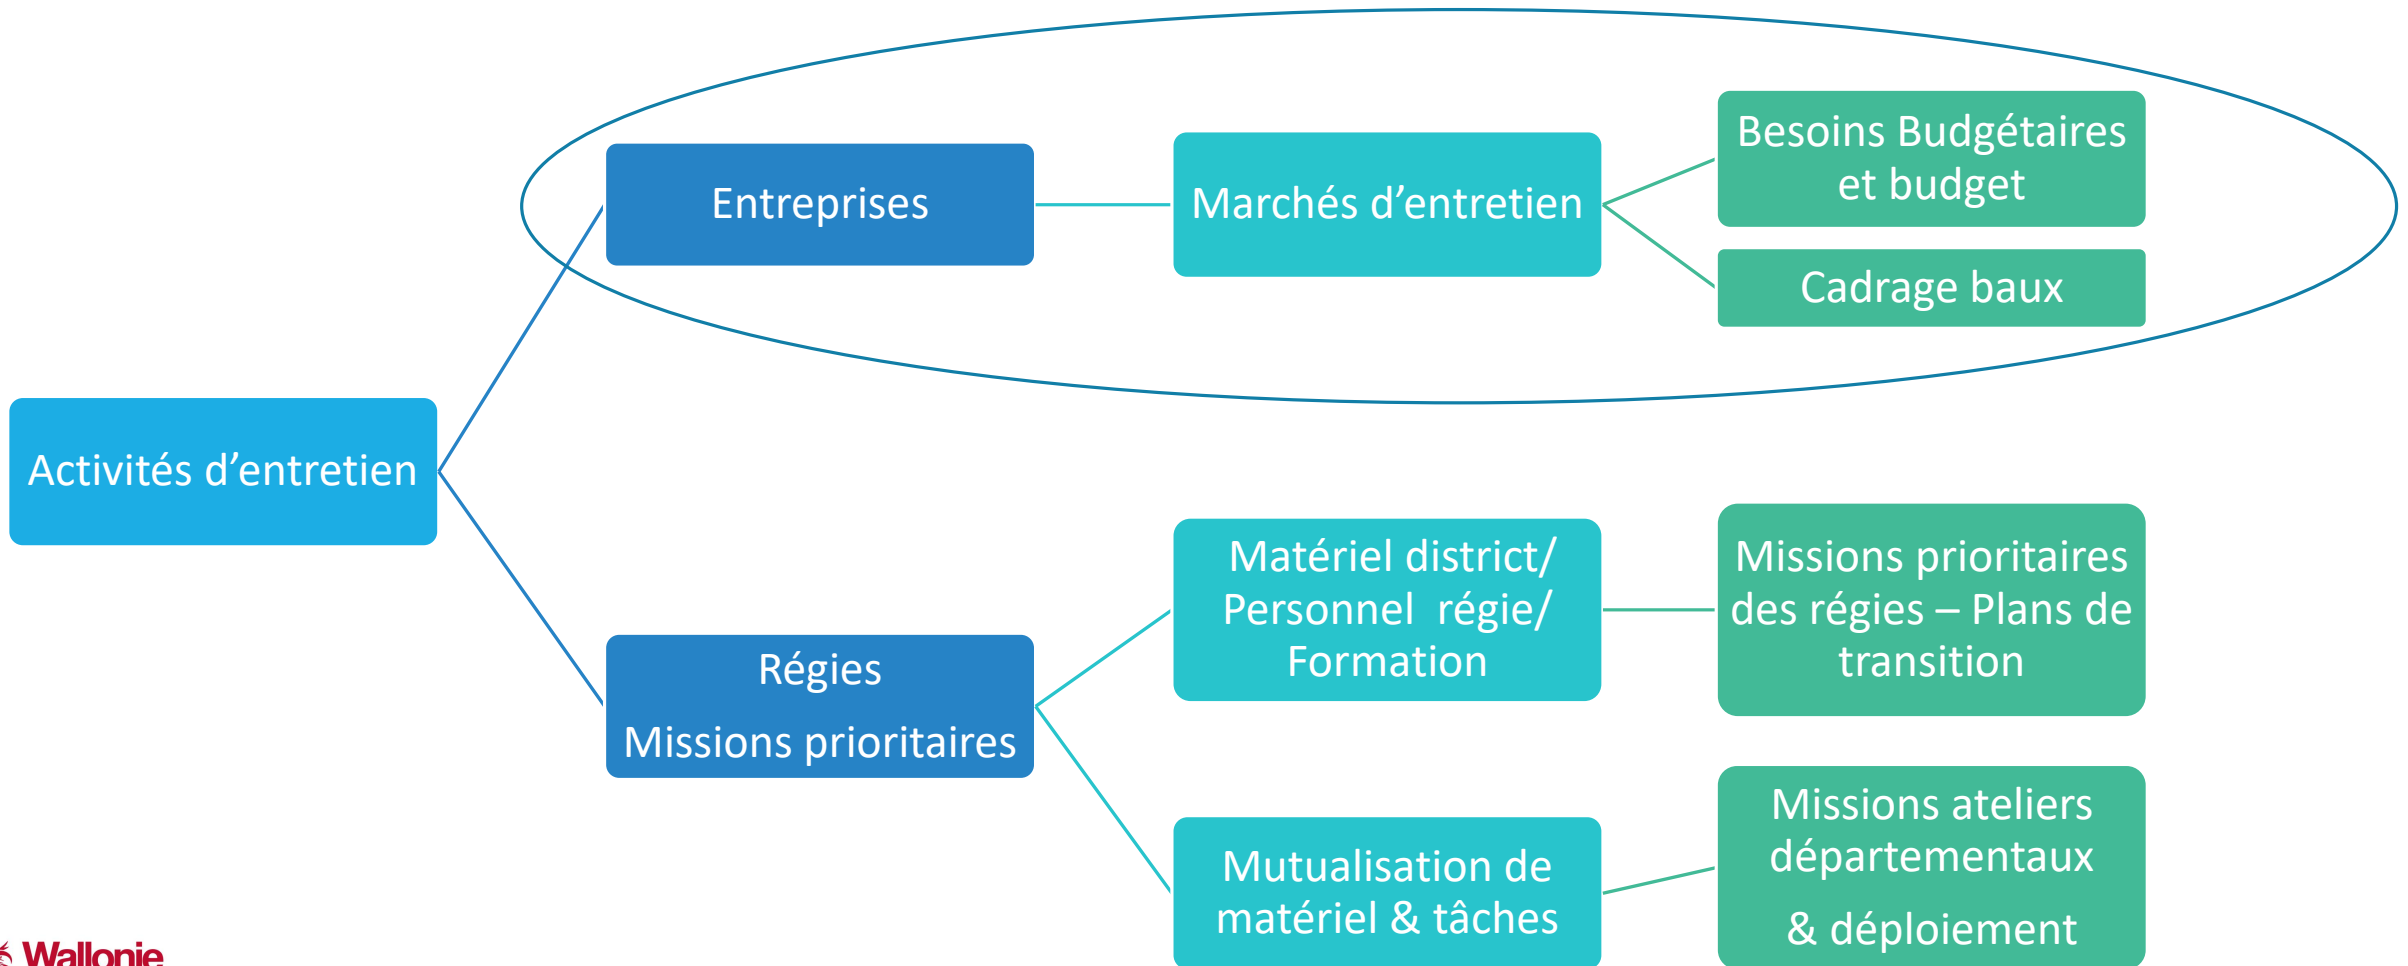 Activités d’entretien
Entreprises
Marchés d’entretien
Besoins Budgétaires
et budget
Cadrage baux
Régies
Missions prioritaires
Matériel district/
Personnel  régie/
Formation
Missions prioritaires
des régies – Plans de
transition
Mutualisation de
matériel & tâches
Missions ateliers
départementaux
& déploiement
Wallonie